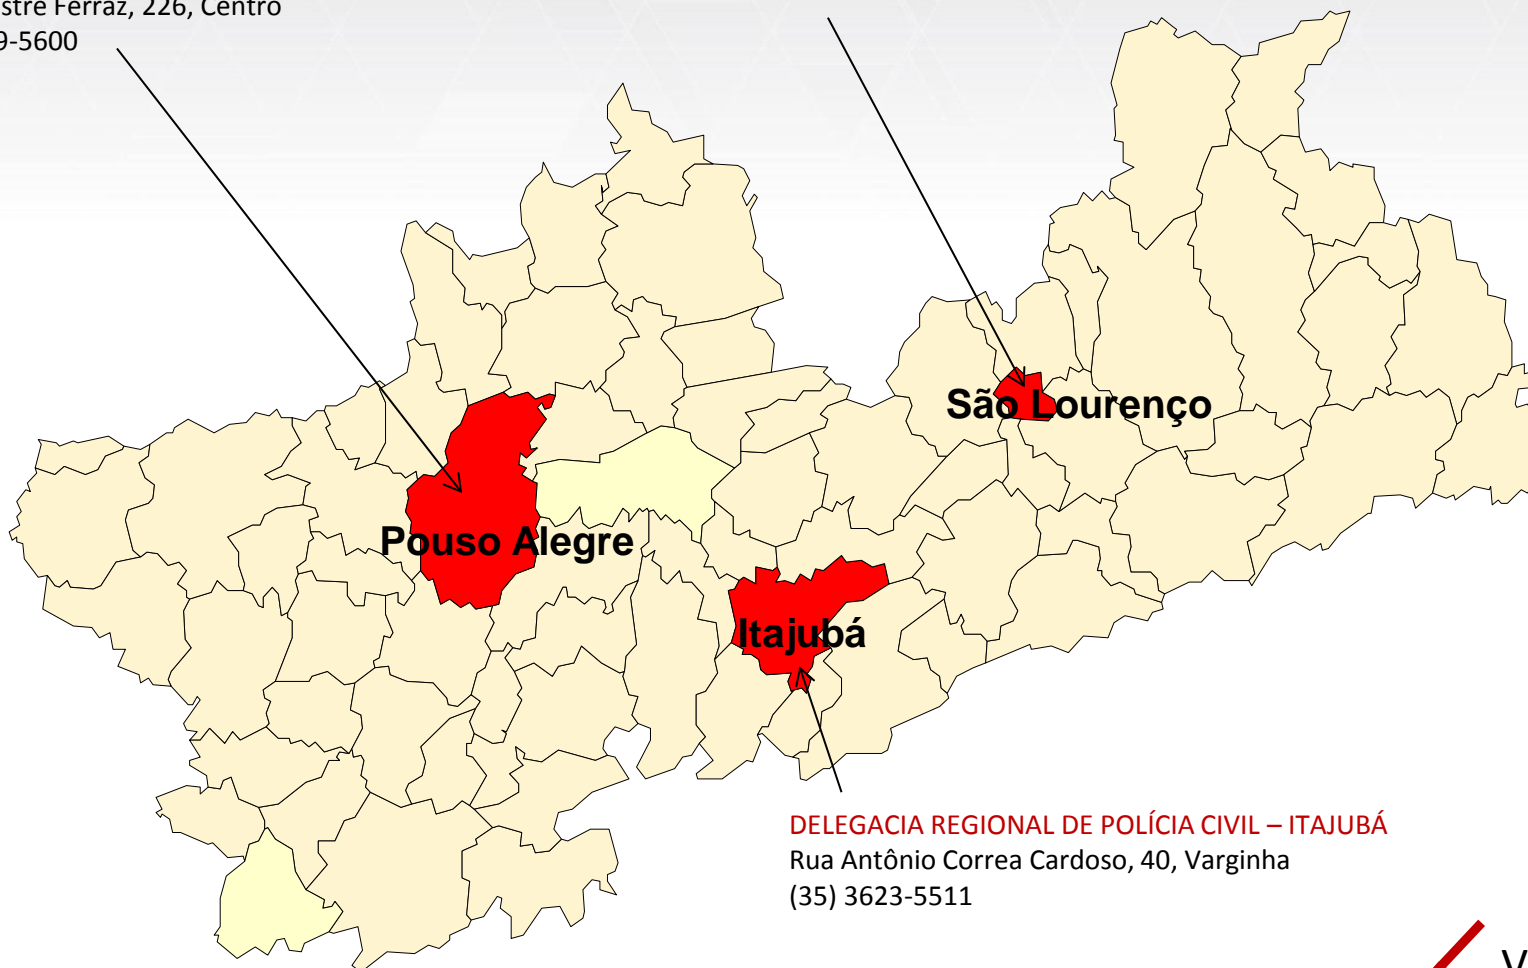 Ferraz, 226, Centro
9-5600
São Lourenço
Pouso Alegre
Itajubá
DELEGACIA REGIONAL DE POLÍCIA CIVIL – ITAJUBÁ
Rua Antônio Correa Cardoso, 40, Varginha
(35) 3623-5511